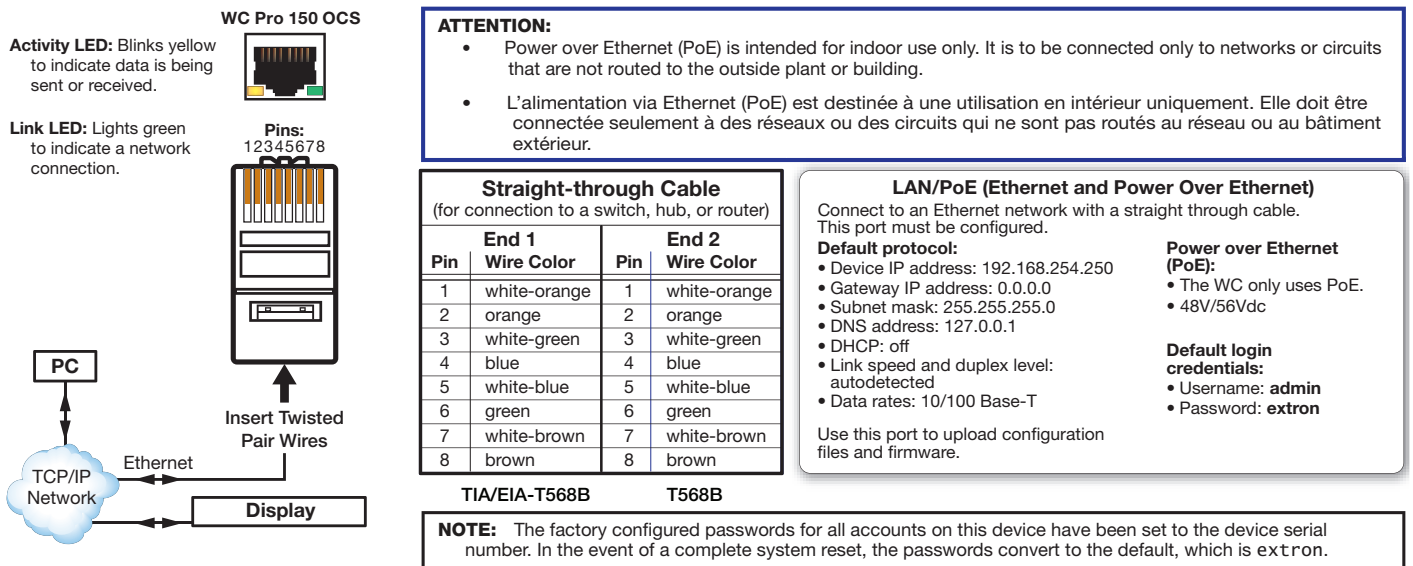 WC Pro 150 OCS
Activity LED: Blinks yellow
to indicate data is being
sent or received.
Link LED: Lights green
to indicate a network
connection.
Pins:
12345678
Insert Twisted
Pair Wires
PC
Ethernet
TCP/IP
Network
Display
ATTENTION:
• Power over Ethernet (PoE) is intended for indoor use only. It is to be connected only to networks or circuits
that are not routed to the outside plant or building.
• L’alimentation via Ethernet (PoE) est destinée à une utilisation en intérieur uniquement. Elle doit être
connectée seulement à des réseaux ou des circuits qui ne sont pas routés au réseau ou au bâtiment
extérieur.
Straight-through Cable
(for connection to a switch, hub, or router)
End 1 End 2
Pin Wire Color Pin Wire Color
1 white-orange 1 white-orange
2 orange 2 orange
3 white-green 3 white-green
4 blue 4 blue
5 white-blue 5 white-blue
6 green 6 green
7 white-brown 7 white-brown
8 brown 8 brown
TIA/EIA-T568B T568B
LAN/PoE (Ethernet and Power Over Ethernet)
Connect to an Ethernet network with a straight through cable.
This port must be configured.
Default protocol:
• Device IP address: 192.168.254.250
• Gateway IP address: 0.0.0.0
• Subnet mask: 255.255.255.0
• DNS address: 127.0.0.1
• DHCP: off
• Link speed and duplex level:
autodetected
• Data rates: 10/100 Base-T
Use this port to upload configuration
files and firmware.
Power over Ethernet
(PoE):
• The WC only uses PoE.
• 48V/56Vdc
Default login
credentials:
• Username: admin
• Password: extron
NOTE: The factory configured passwords for all accounts on this device have been set to the device serial
number. In the event of a complete system reset, the passwords convert to the default, which is extron.